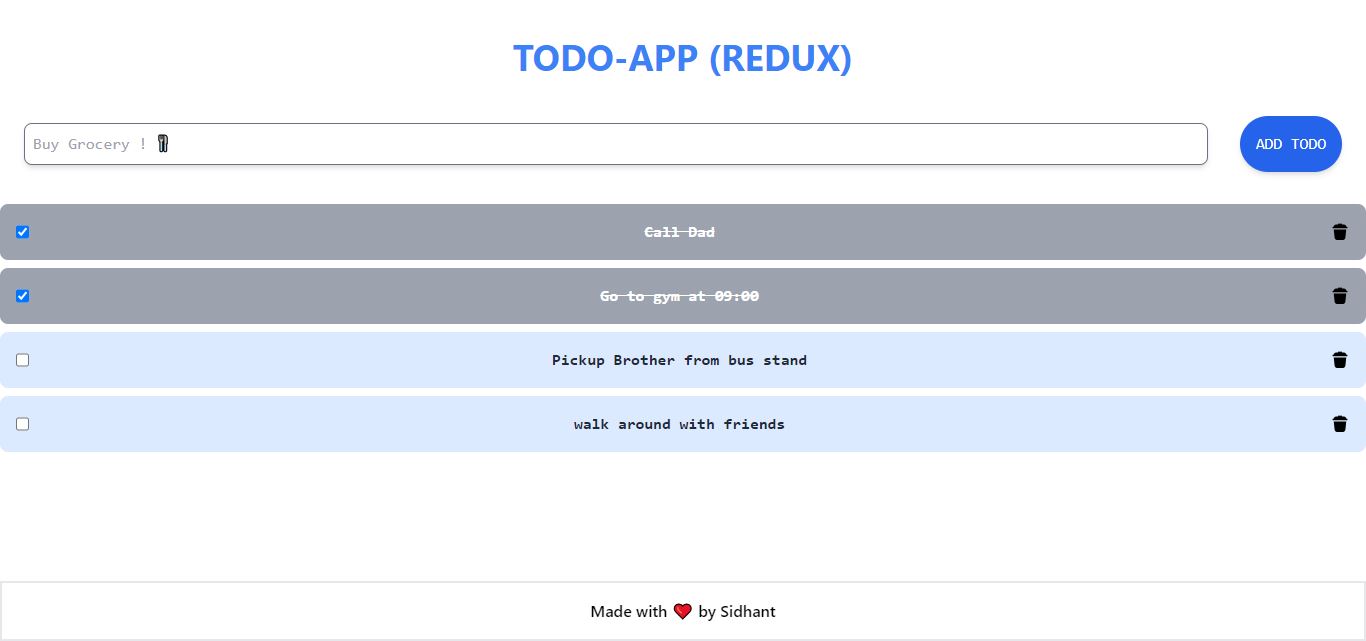 TODO-APP (REDUX)
Buy Grocery !
ADD TODO
Call Dad
Go to gym at 09:00
Pickup Brother from bus stand
walk around with friends
Made with ❤️ by Sidhant